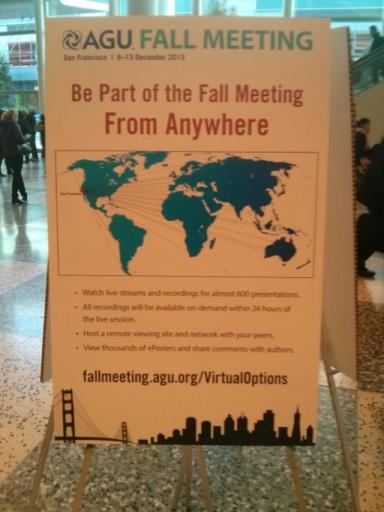 AGU FALL MEETING
San Francisco | 9–13 December 2013
Be Part of the Fall Meeting
From Anywhere
• Watch live streams and recordings for almost 600 presentations.
• All recordings will be available on-demand within 24 hours of
the live session.
• Host a remote viewing site and network with your peers.
• View thousands of ePosters and share comments with authors.
fallmeeting.agu.org/VirtualOptions